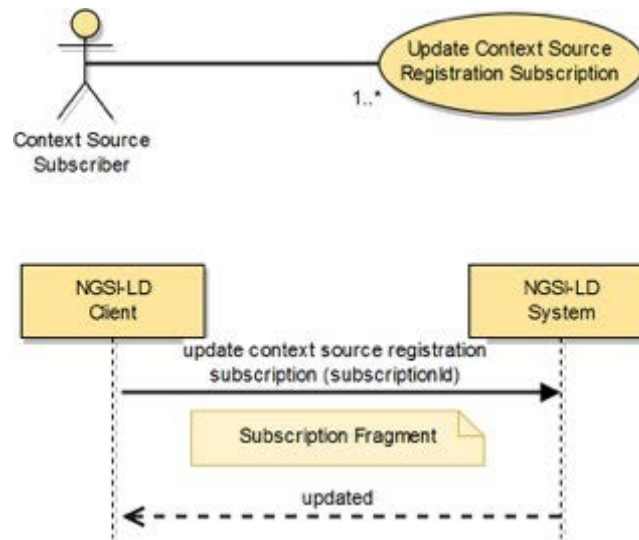 Update Context Source
Registration Subscription
1..*
Context Source
Subscriber
NGSI-LD
Client
NGSI-LD
System
update context source registration
subscription (subscriptionId)
Subscription Fragment
updated